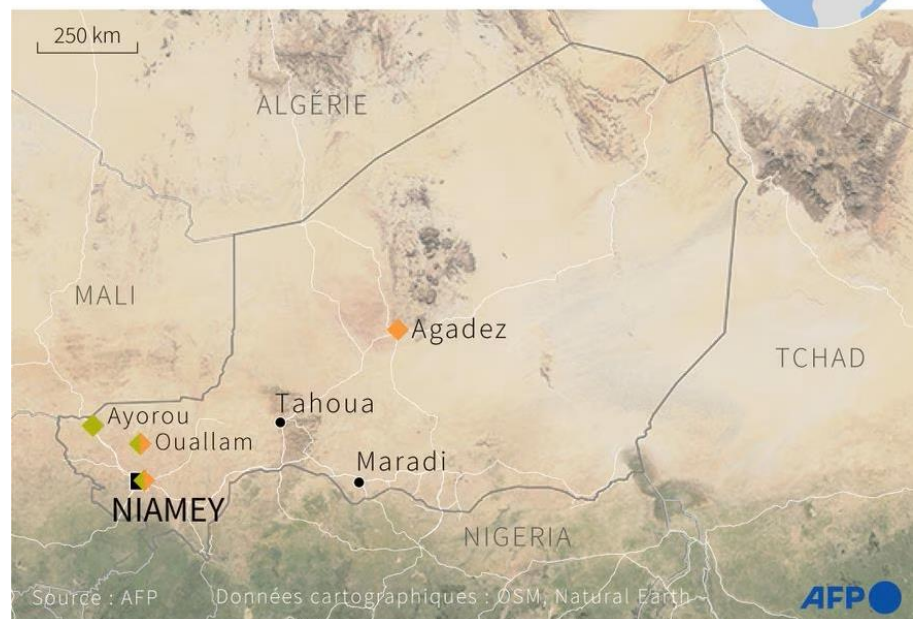 250 km
ALGÉRIE
MALI
Agadez
TCHAD
Tahoua
Ayorou
Ouallam
Maradi
NIAMEY
NIGERIA
Source : AFP
Données cartographiques : OSM, Natural Earth
AFP